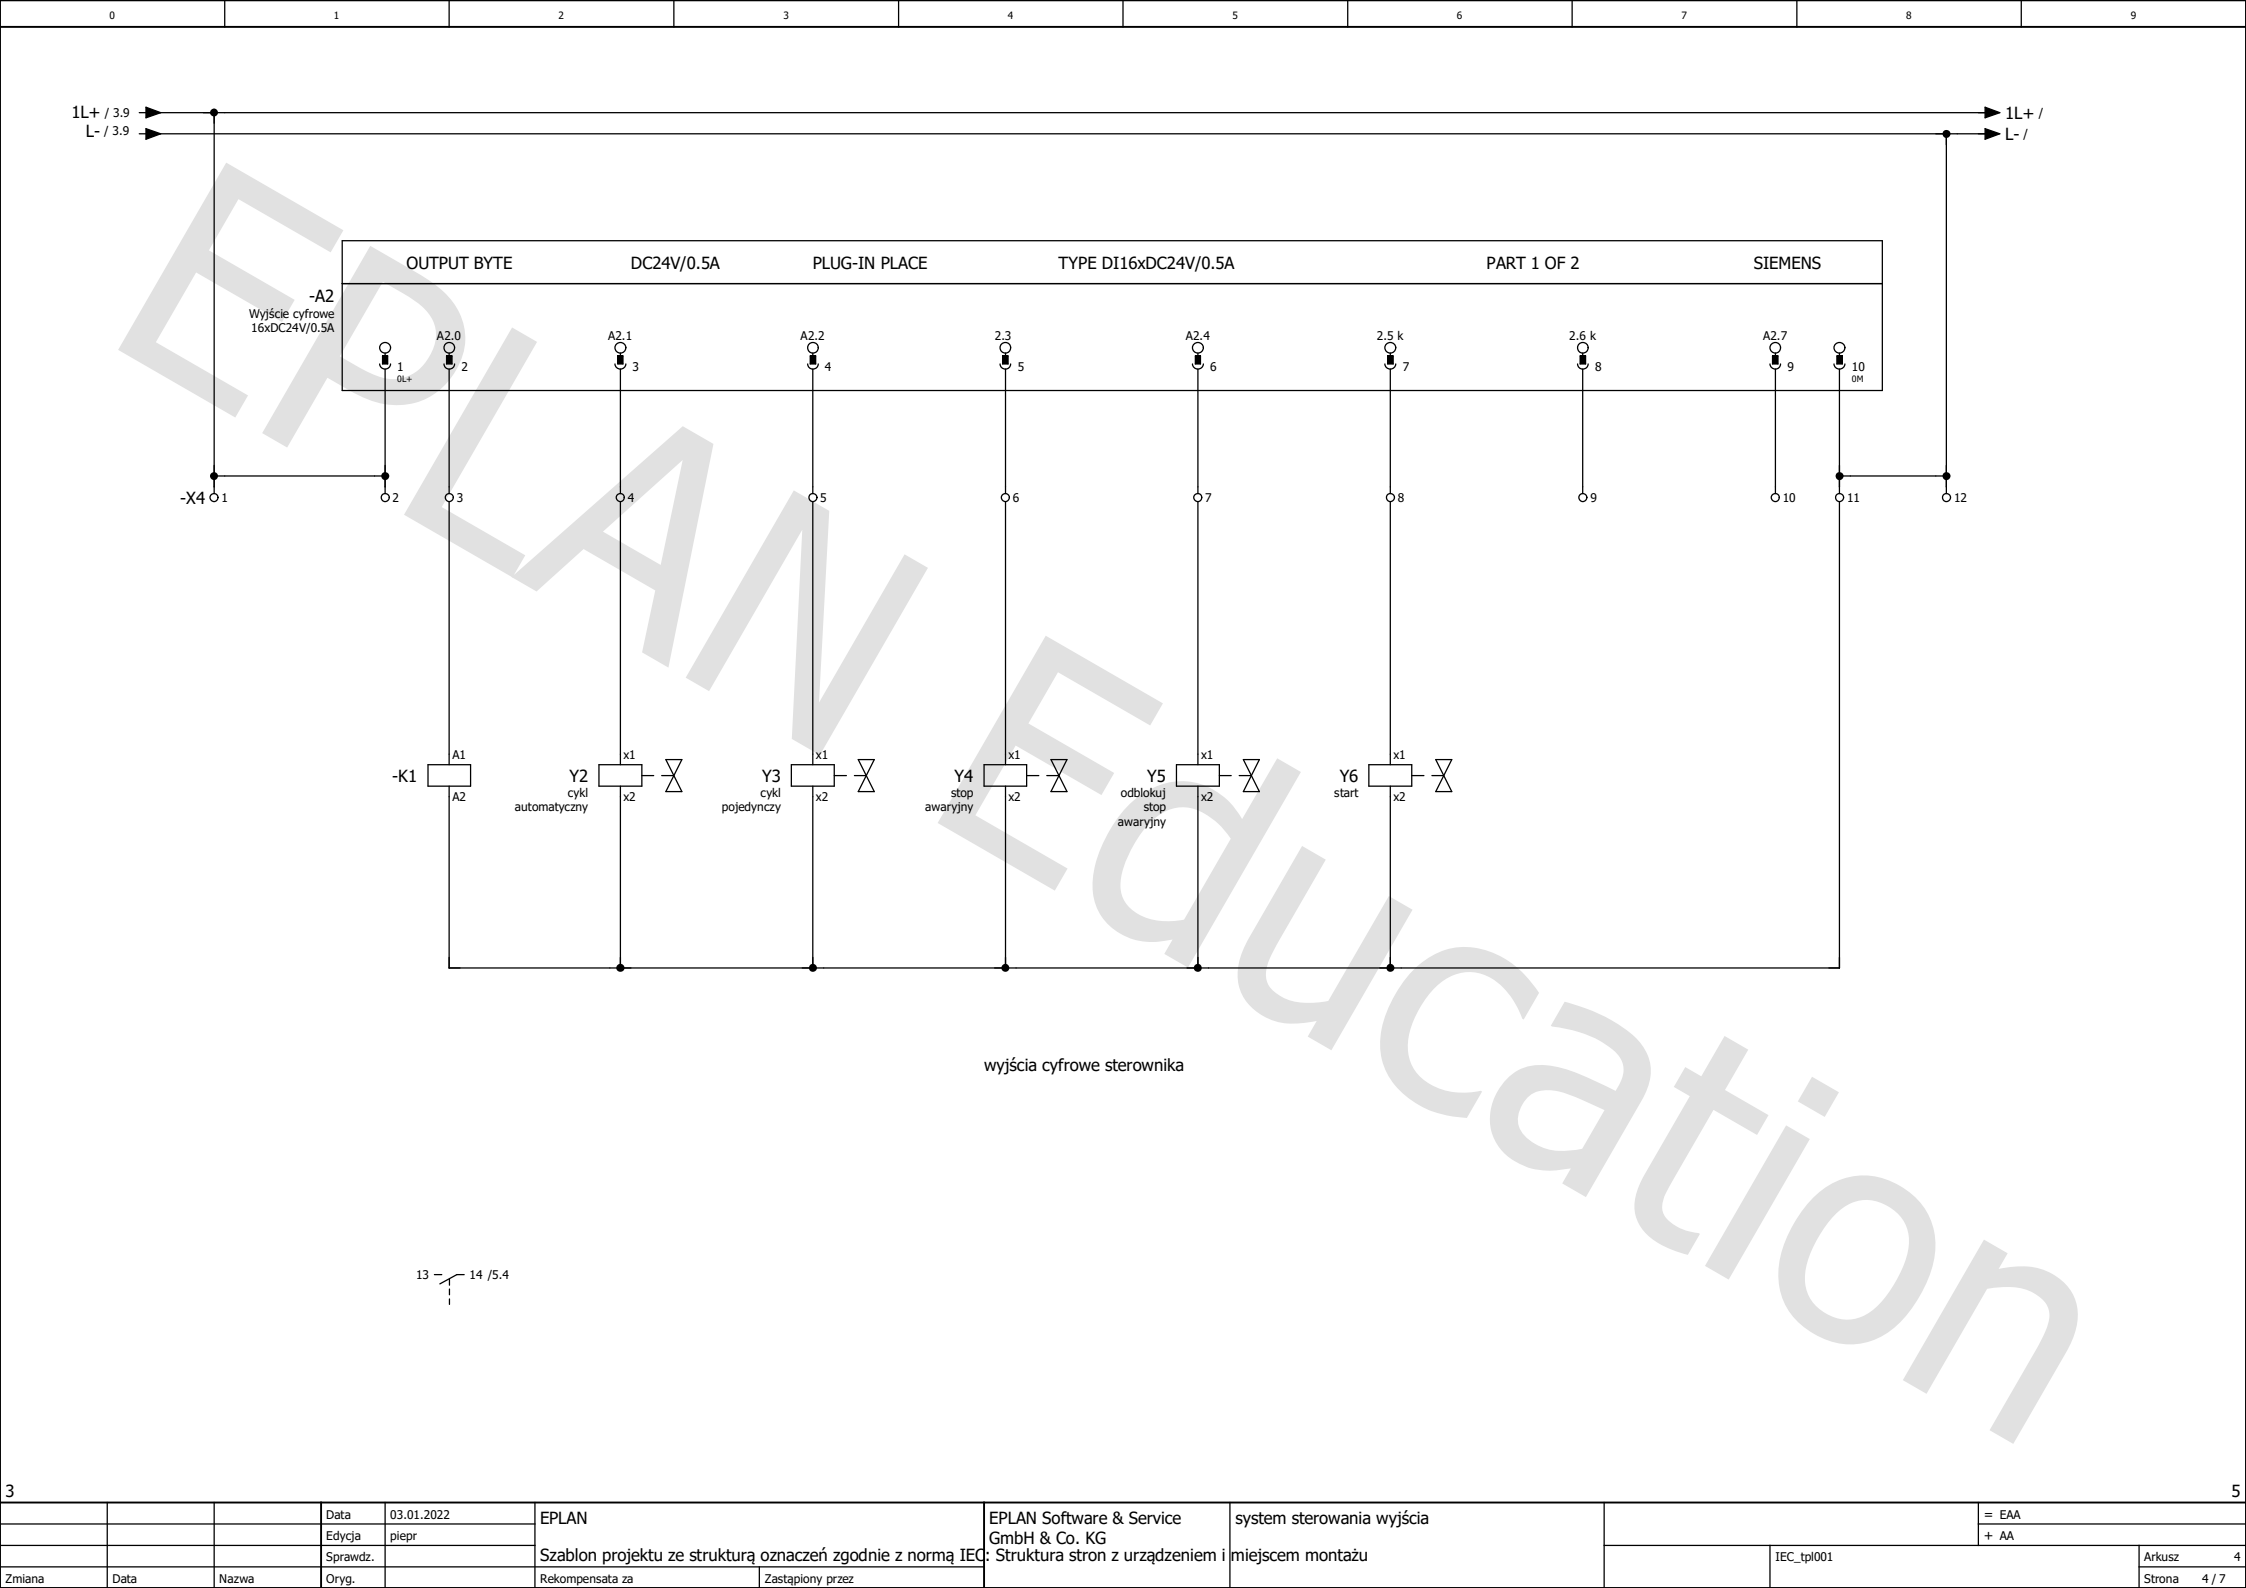 0 1 2 3 4 5 6 7 8 9
1L+ / 3.9
1L+ /
L- / 3.9
L- /
OUTPUT BYTE DC24V/0.5A PLUG-IN PLACE TYPE DI16xDC24V/0.5A PART 1 OF 2 SIEMENS
-A2
Wyjście cyfrowe
16xDC24V/0.5A
A2.0 A2.1 A2.2 2.3 A2.4 2.5 k 2.6 k A2.7
1 2 3 4 5 6 7 8 9 10
0L+ 0M
-X4 1 2 3 4 5 6 7 8 9 10 11 12
A1 x1 x1 x1 x1 x1
-K1 Y2 Y3 Y4 Y5 Y6
A2 x2 x2 x2 x2 x2
cykl
automatyczny
cykl
pojedynczy
stop
awaryjny
odblokuj
stop
awaryjny
start
wyjścia cyfrowe sterownika
13 14 /5.4
EPLAN Education
3 5
Data 03.01.2022
Edycja piepr
Sprawdz.
Zmiana Data Nazwa Oryg.
EPLAN
Szablon projektu ze strukturą oznaczeń zgodnie z normą IEC: Struktura stron z urządzeniem i miejscem montażu
Rekompensata za Zastąpiony przez
EPLAN Software & Service
GmbH & Co. KG
system sterowania wyjścia
= EAA
+ AA
IEC_tpl001
Arkusz 4
Strona 4 / 7